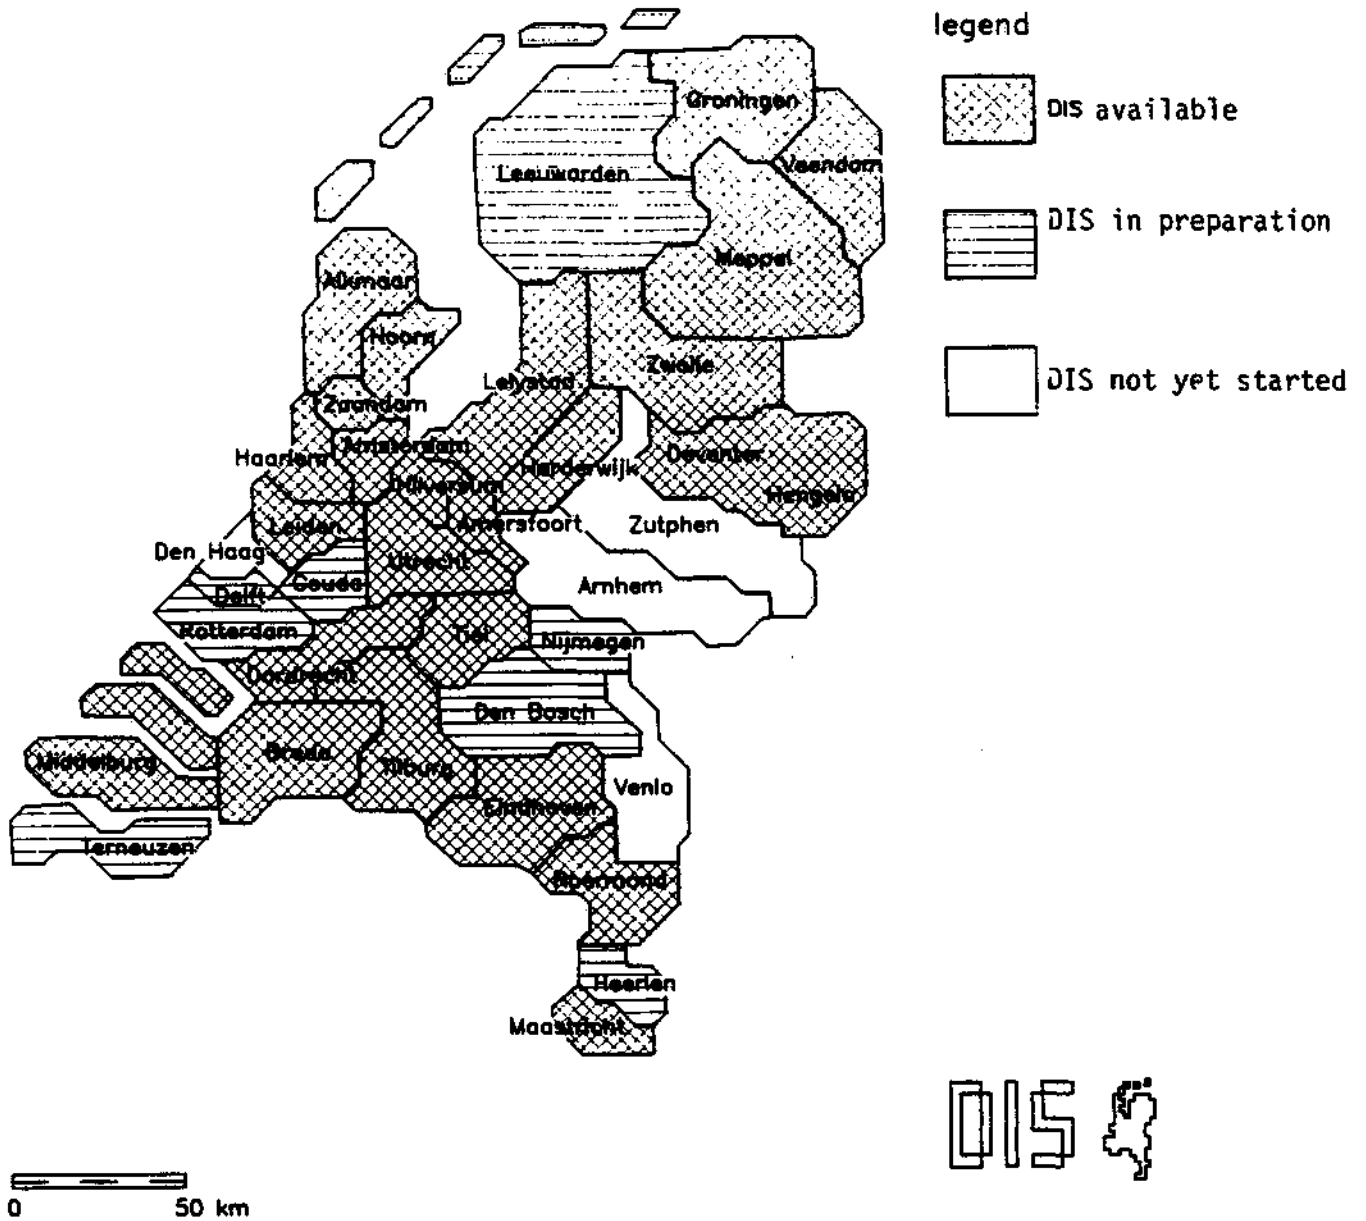 legend
DIS available
DIS in preparation
DIS not yet started
Groningen
Veendam
Leeuwarden
Meppel
Alkmaar
Hoorn
Zwolle
Lelystad
Zaandam
Amsterdam
Haarlem
Harderwijk
Deventer
Hilversum
Hengelo
Leiden
Amersfoort
Zutphen
Den Haag
Utrecht
Gouda
Arnhem
Delft
Rotterdam
Tiel
Nijmegen
Dordrecht
Den Bosch
Breda
Middelburg
Tilburg
Venlo
Eindhoven
Terneuzen
Roermond
Heerlen
Maastricht
DIS
0 50 km